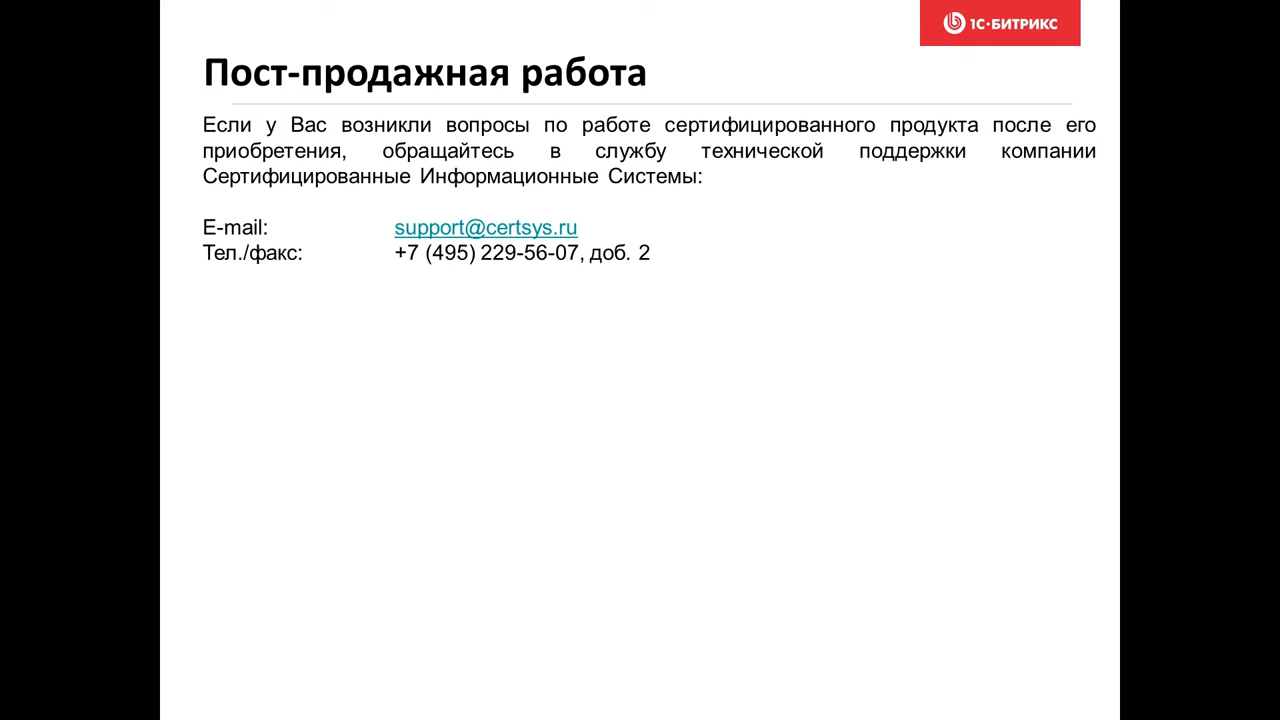 1С·БИТРИКС
Пост-продажная работа
Если у Вас возникли вопросы по работе сертифицированного продукта после его
приобретения, обращайтесь в службу технической поддержки компании
Сертифицированные Информационные Системы:
E-mail: support@certsys.ru
Тел./факс: +7 (495) 229-56-07, доб. 2